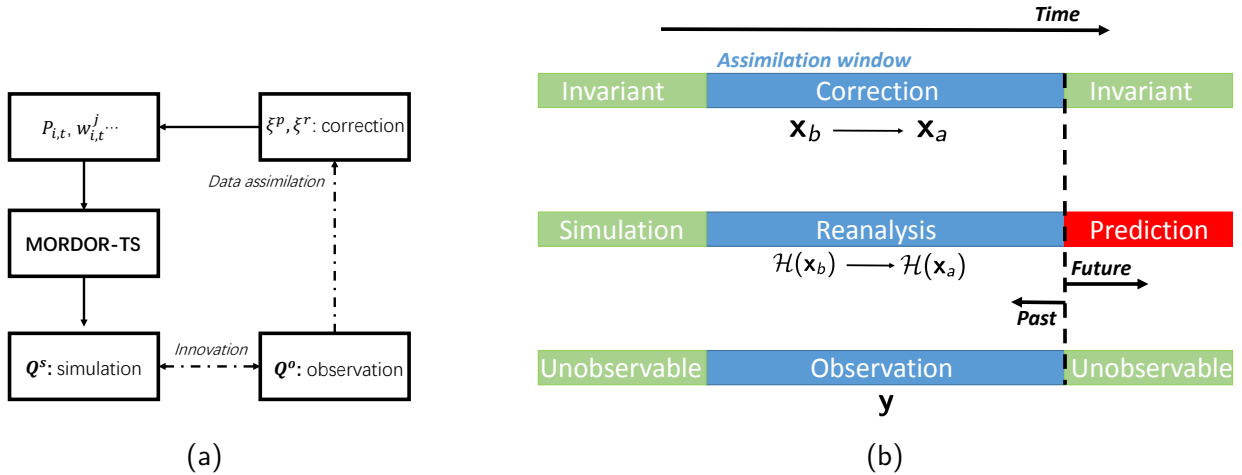 P_{i,t}, w^j_{i,t}...
ξ^p, ξ^r: correction
Data assimilation
MORDOR-TS
Innovation
Q^s: simulation
Q^o: observation
(a)
Time
Assimilation window
Invariant Correction Invariant
x_b → x_a
Simulation Reanalysis Prediction
H(x_b) → H(x_a)
Future
Past
Unobservable Observation Unobservable
y
(b)